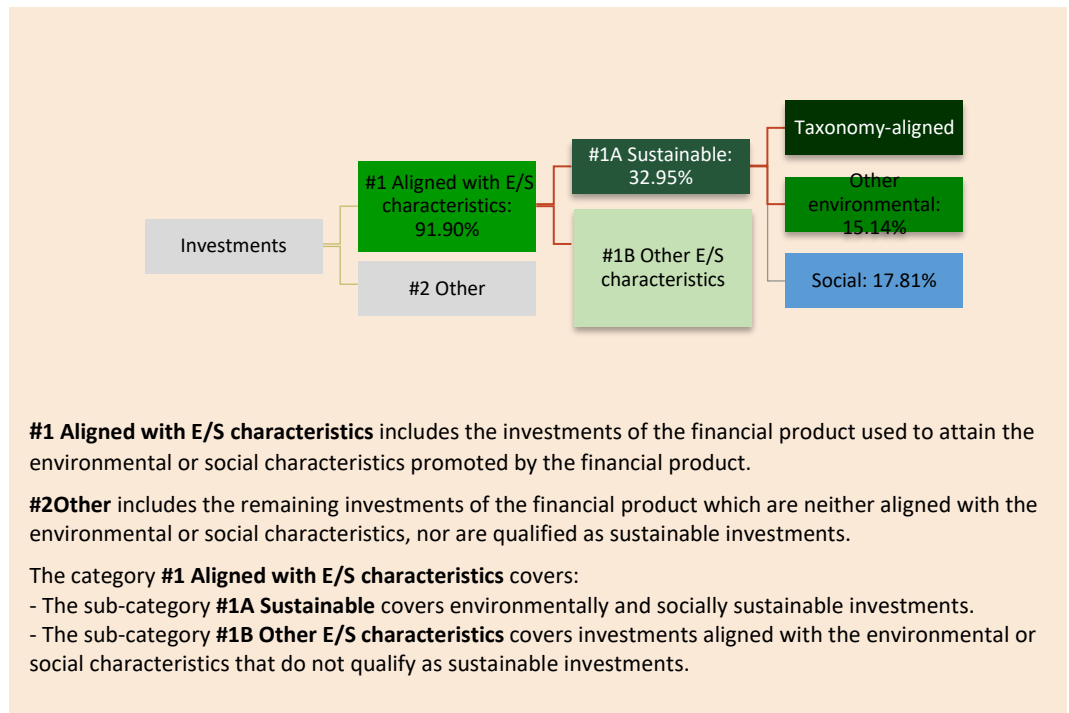 Investments
#1 Aligned with E/S
characteristics:
91.90%
#2 Other
#1A Sustainable:
32.95%
#1B Other E/S
characteristics
Taxonomy-aligned
Other
environmental:
15.14%
Social: 17.81%
#1 Aligned with E/S characteristics includes the investments of the financial product used to attain the
environmental or social characteristics promoted by the financial product.
#2Other includes the remaining investments of the financial product which are neither aligned with the
environmental or social characteristics, nor are qualified as sustainable investments.
The category #1 Aligned with E/S characteristics covers:
- The sub-category #1A Sustainable covers environmentally and socially sustainable investments.
- The sub-category #1B Other E/S characteristics covers investments aligned with the environmental or
social characteristics that do not qualify as sustainable investments.